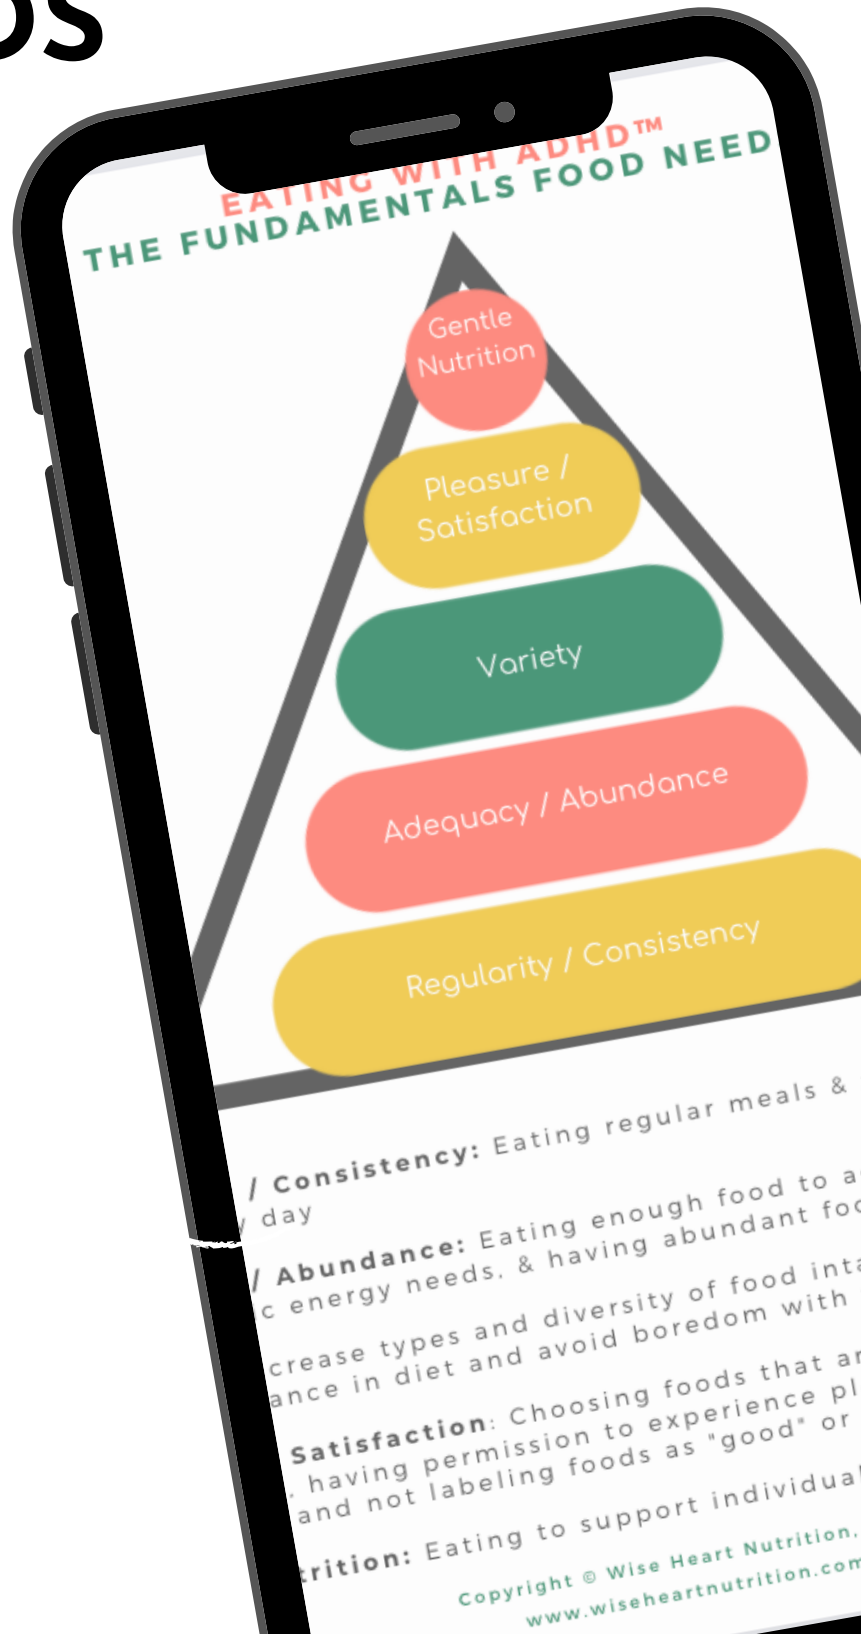 DS
EATING WITH ADHD™
THE FUNDAMENTALS FOOD NEED
Gentle
Nutrition
Pleasure /
Satisfaction
Variety
Adequacy / Abundance
Regularity / Consistency
/ Consistency: Eating regular meals &
day
/ Abundance: Eating enough food to
c energy needs. & having abundant
crease types and diversity of food
ance in diet and avoid boredom with
Satisfaction: Choosing foods that
. having permission to experience
and not labeling foods as "good" or
trition: Eating to support
Copyright © Wise Heart Nutrition.
www.wiseheartnutrition.com